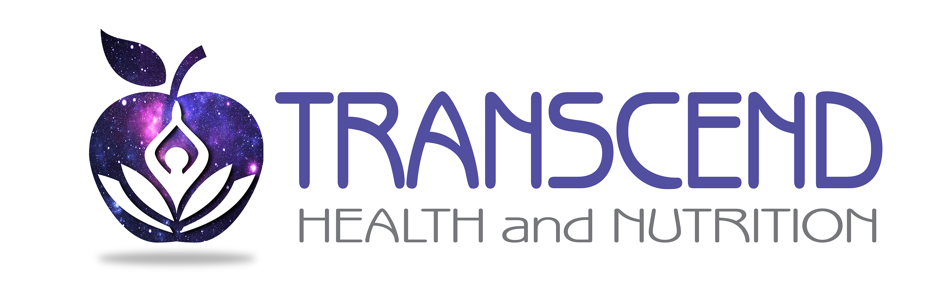 TRANSCEND
HEALTH and NUTRITION